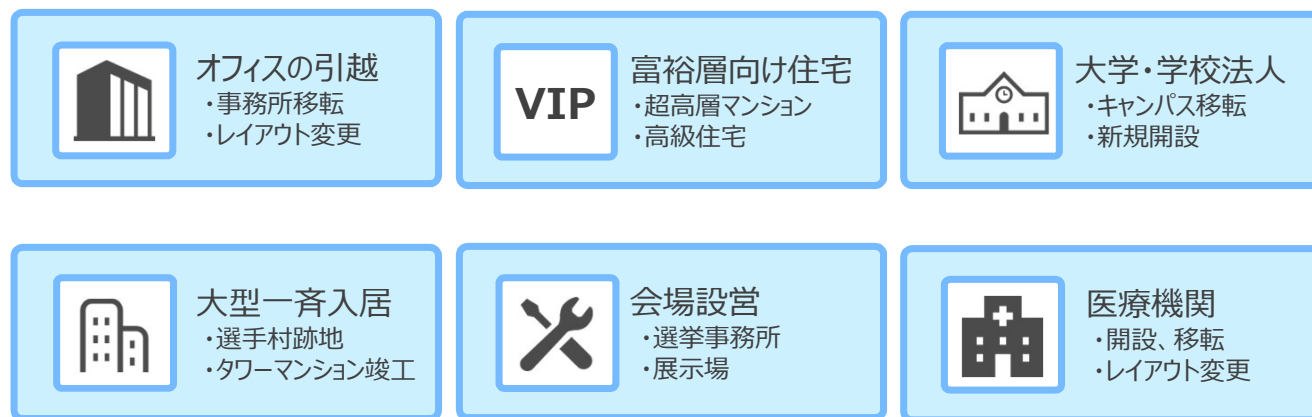 オフィスの引越
・事務所移転
・レイアウト変更
VIP
富裕層向け住宅
・超高層マンション
・高級住宅
大学・学校法人
・キャンパス移転
・新規開設
大型一斉入居
・選手村跡地
・タワーマンション竣工
会場設営
・選挙事務所
・展示場
医療機関
・開設、移転
・レイアウト変更